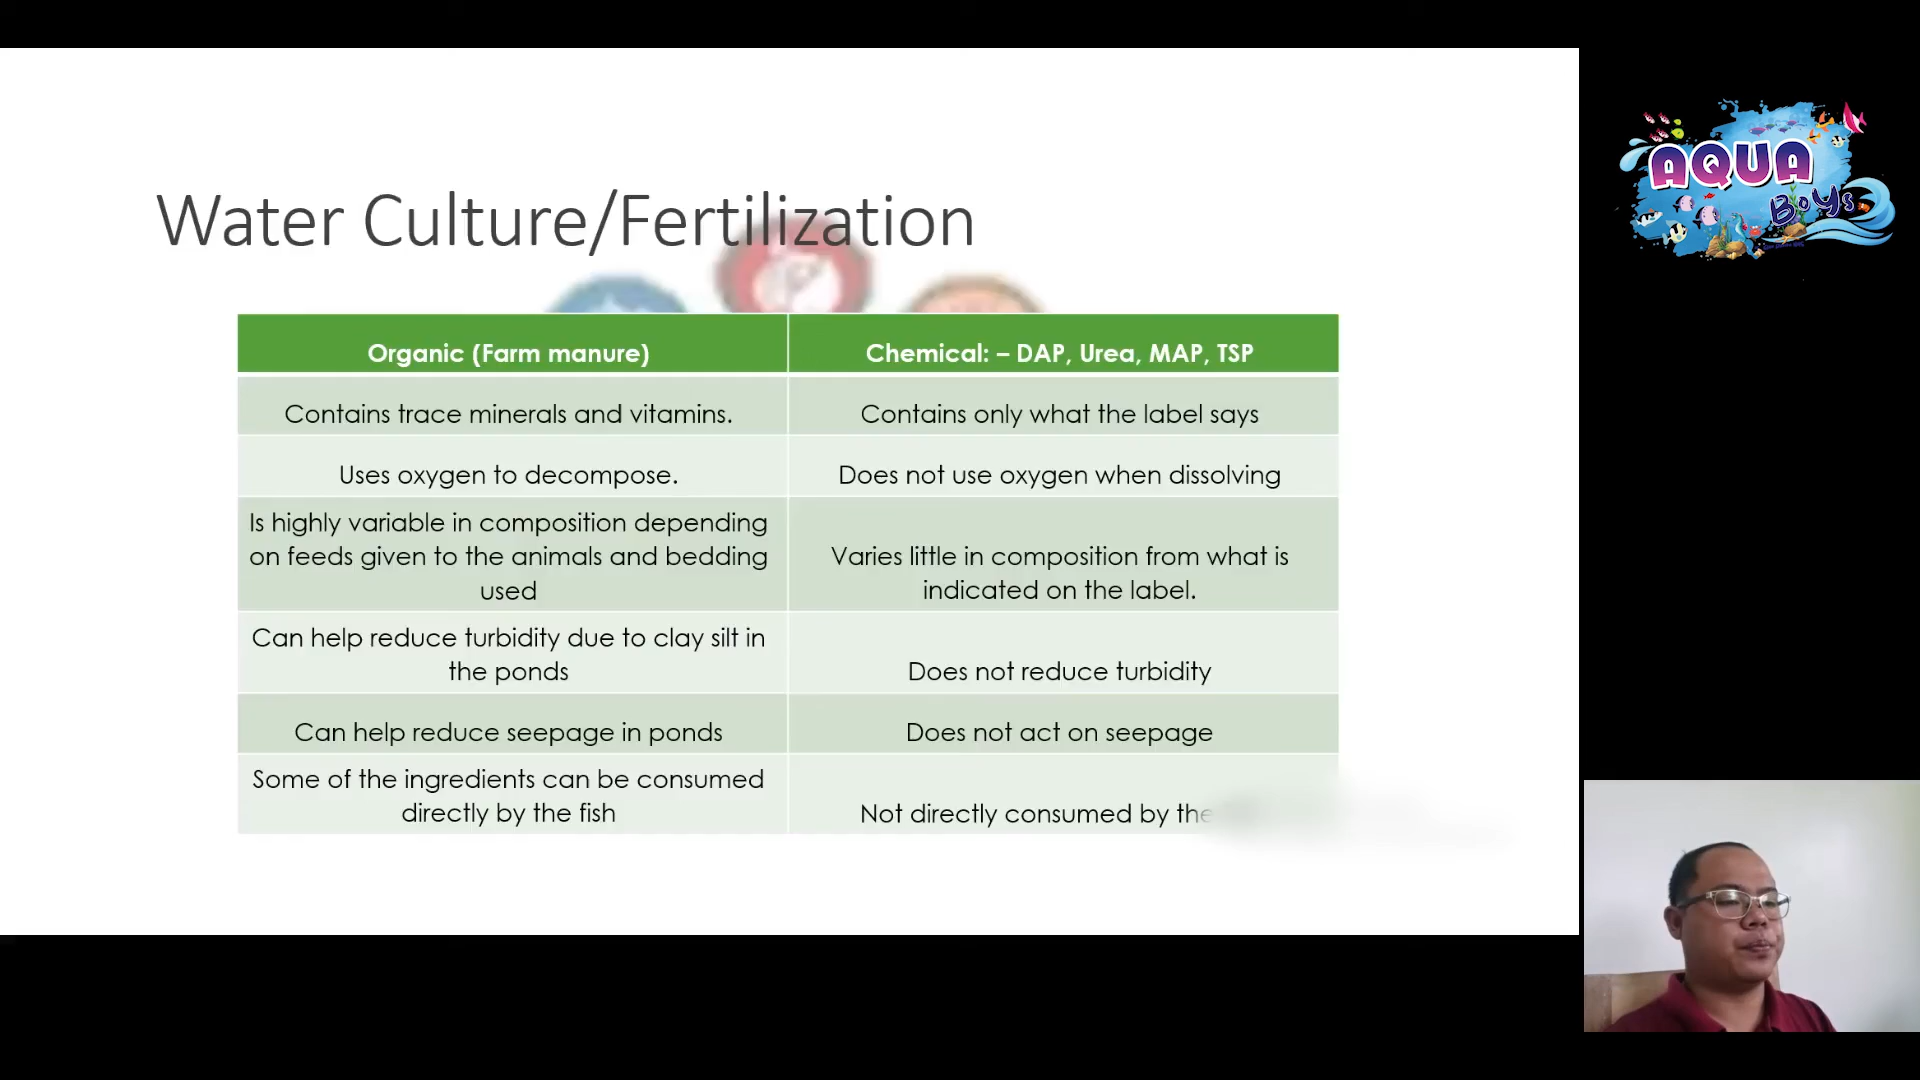 AQUA
Boys
Water Culture/Fertilization
Organic (Farm manure)
Chemical: – DAP, Urea, MAP, TSP
Contains trace minerals and vitamins.
Contains only what the label says
Uses oxygen to decompose.
Does not use oxygen when dissolving
Is highly variable in composition depending
on feeds given to the animals and bedding
used
Varies little in composition from what is
indicated on the label.
Can help reduce turbidity due to clay silt in
the ponds
Does not reduce turbidity
Can help reduce seepage in ponds
Does not act on seepage
Some of the ingredients can be consumed
directly by the fish
Not directly consumed by the